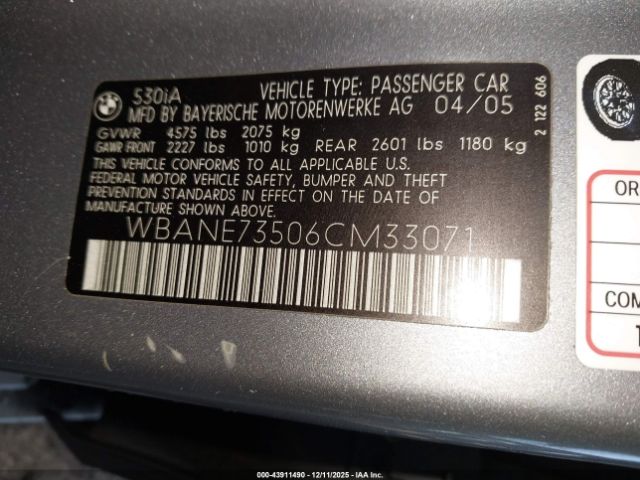 BMW
530iA VEHICLE TYPE: PASSENGER CAR
MFD BY BAYERISCHE MOTORENWERKE AG 04/05
GVWR 4575 lbs 2075 kg
GAWR FRONT 2227 lbs 1010 kg REAR 2601 lbs 1180 kg
THIS VEHICLE CONFORMS TO ALL APPLICABLE U.S.
FEDERAL MOTOR VEHICLE SAFETY, BUMPER AND THEFT
PREVENTION STANDARDS IN EFFECT ON THE DATE OF
MANUFACTURE SHOWN ABOVE.
WBANE73506CM33071
2 122 606
OR
COM
1
000-43911490 - 12/11/2025 - IAA Inc.